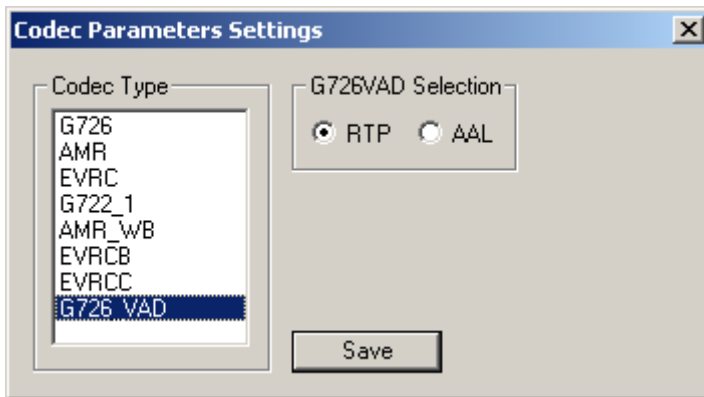 Codec Parameters Settings
Codec Type
G726
AMR
EVRC
G722_1
AMR_WB
EVRCB
EVRCC
G726_VAD
G726VAD Selection
RTP AAL
Save